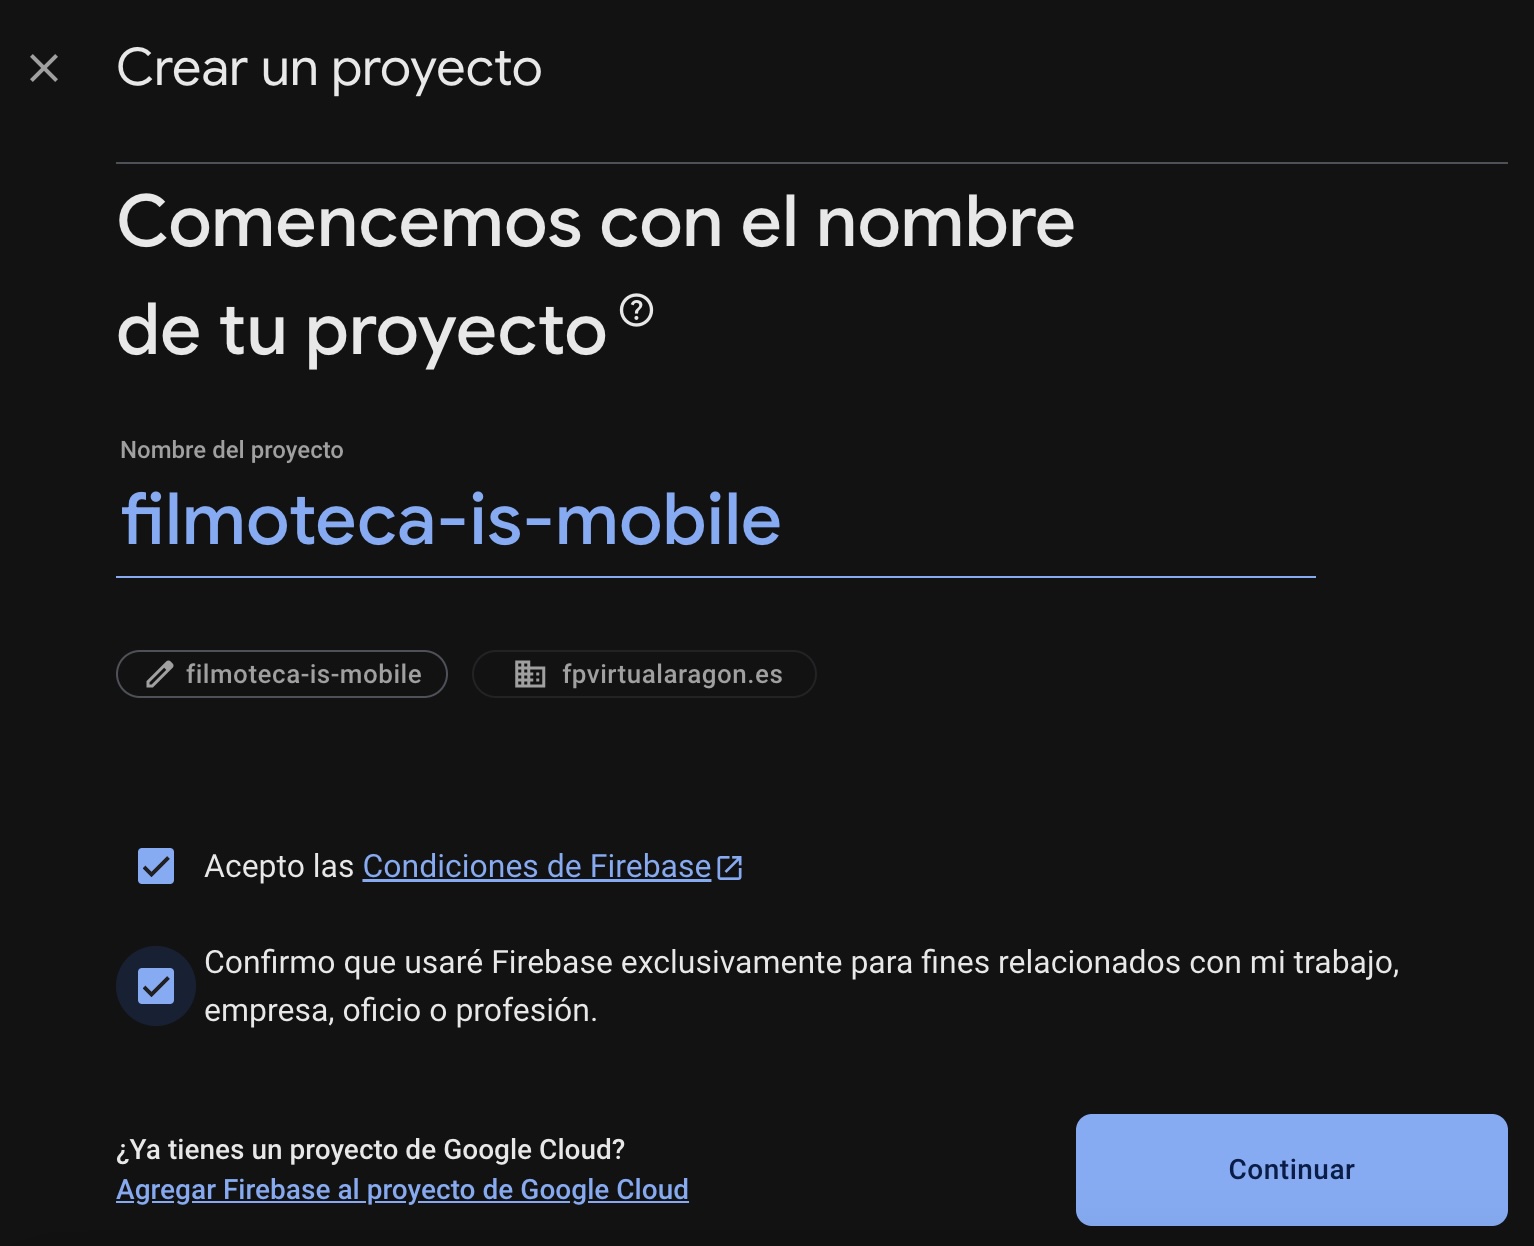 Crear un proyecto
Comencemos con el nombre
de tu proyecto
Nombre del proyecto
filmoteca-is-mobile
filmoteca-is-mobile
fpvirtualaragon.es
Acepto las Condiciones de Firebase
Confirmo que usaré Firebase exclusivamente para fines relacionados con mi trabajo,
empresa, oficio o profesión.
¿Ya tienes un proyecto de Google Cloud?
Agregar Firebase al proyecto de Google Cloud
Continuar